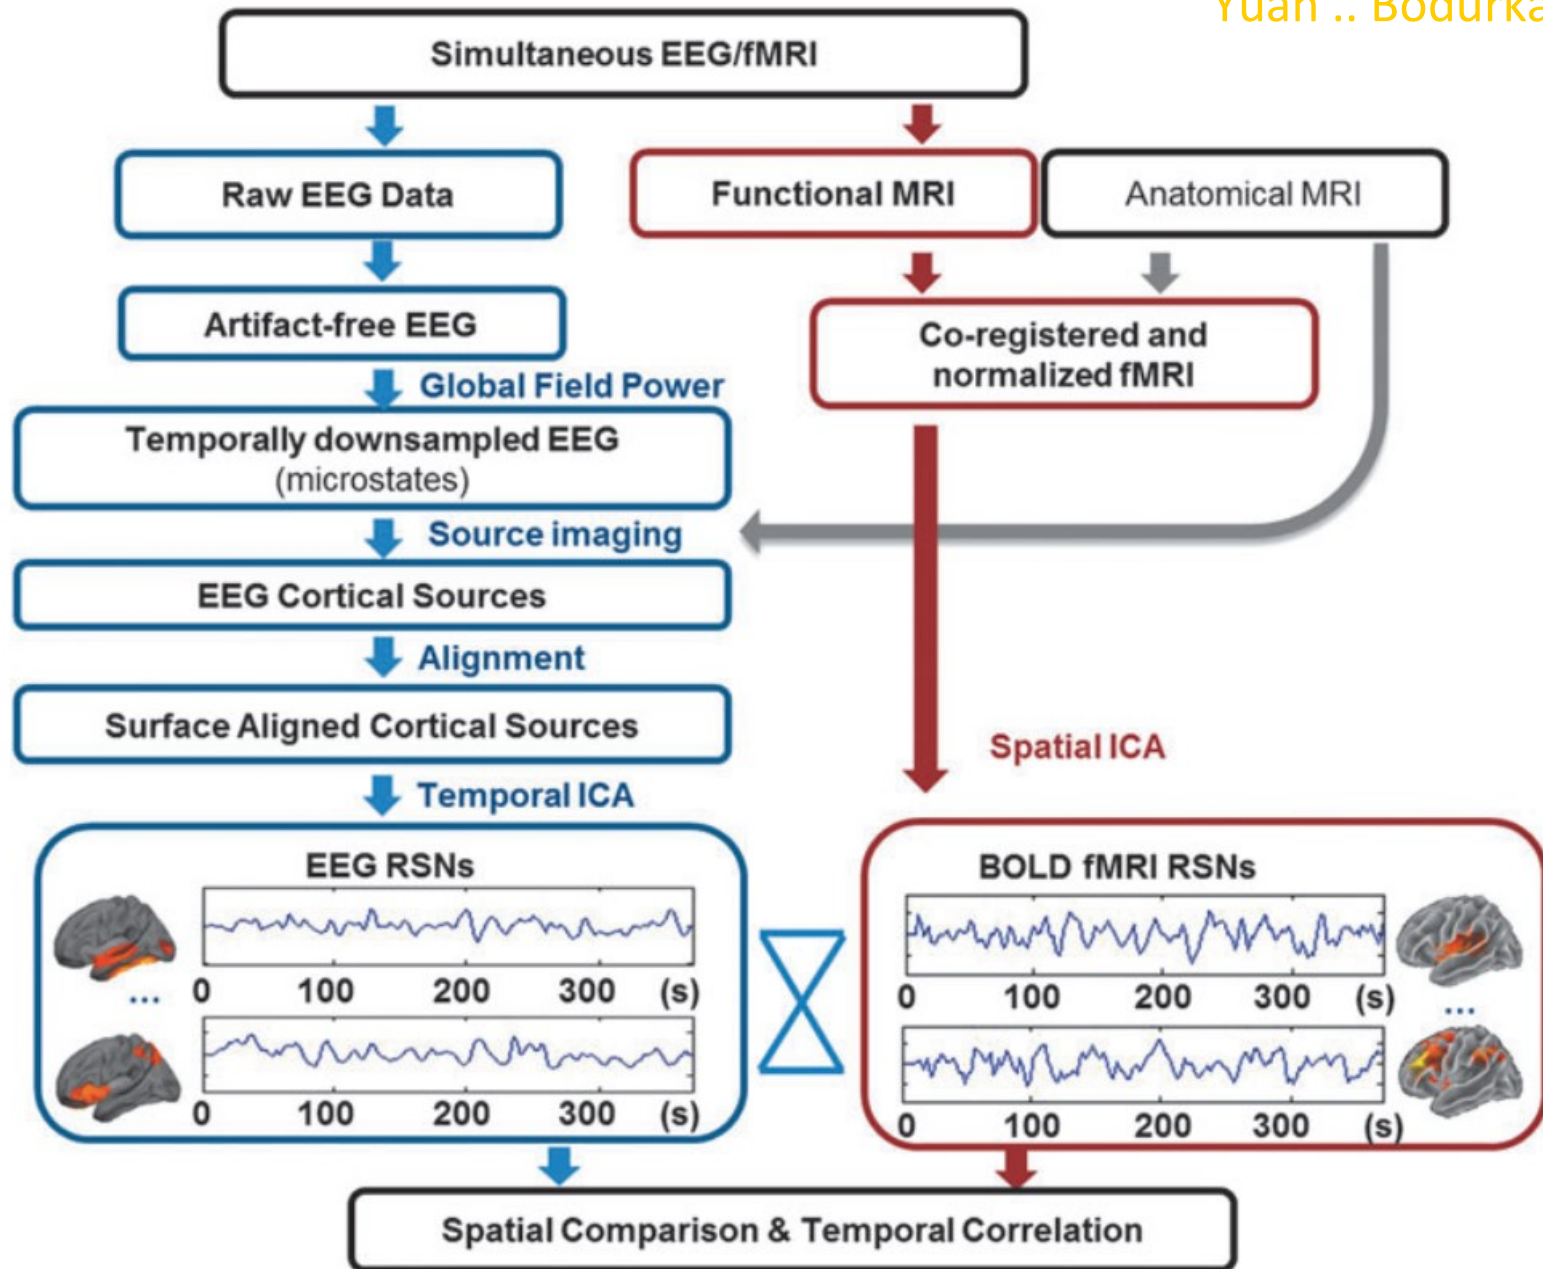 Yuan .. Bodurka
Simultaneous EEG/fMRI
Raw EEG Data
Functional MRI
Anatomical MRI
Artifact-free EEG
Co-registered and
normalized fMRI
Global Field Power
Temporally downsampled EEG
(microstates)
Source imaging
EEG Cortical Sources
Alignment
Surface Aligned Cortical Sources
Spatial ICA
Temporal ICA
EEG RSNs
0 100 200 300 (s)
...
0 100 200 300 (s)
BOLD fMRI RSNs
0 100 200 300 (s)
...
0 100 200 300 (s)
Spatial Comparison & Temporal Correlation